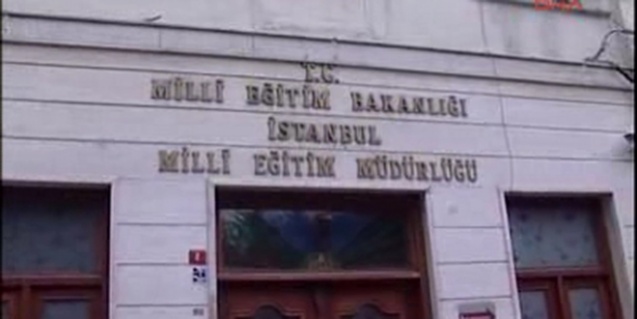 T.C.
MİLLİ EĞİTİM BAKANLIĞI
İSTANBUL
MİLLİ EĞİTİM MÜDÜRLÜĞÜ